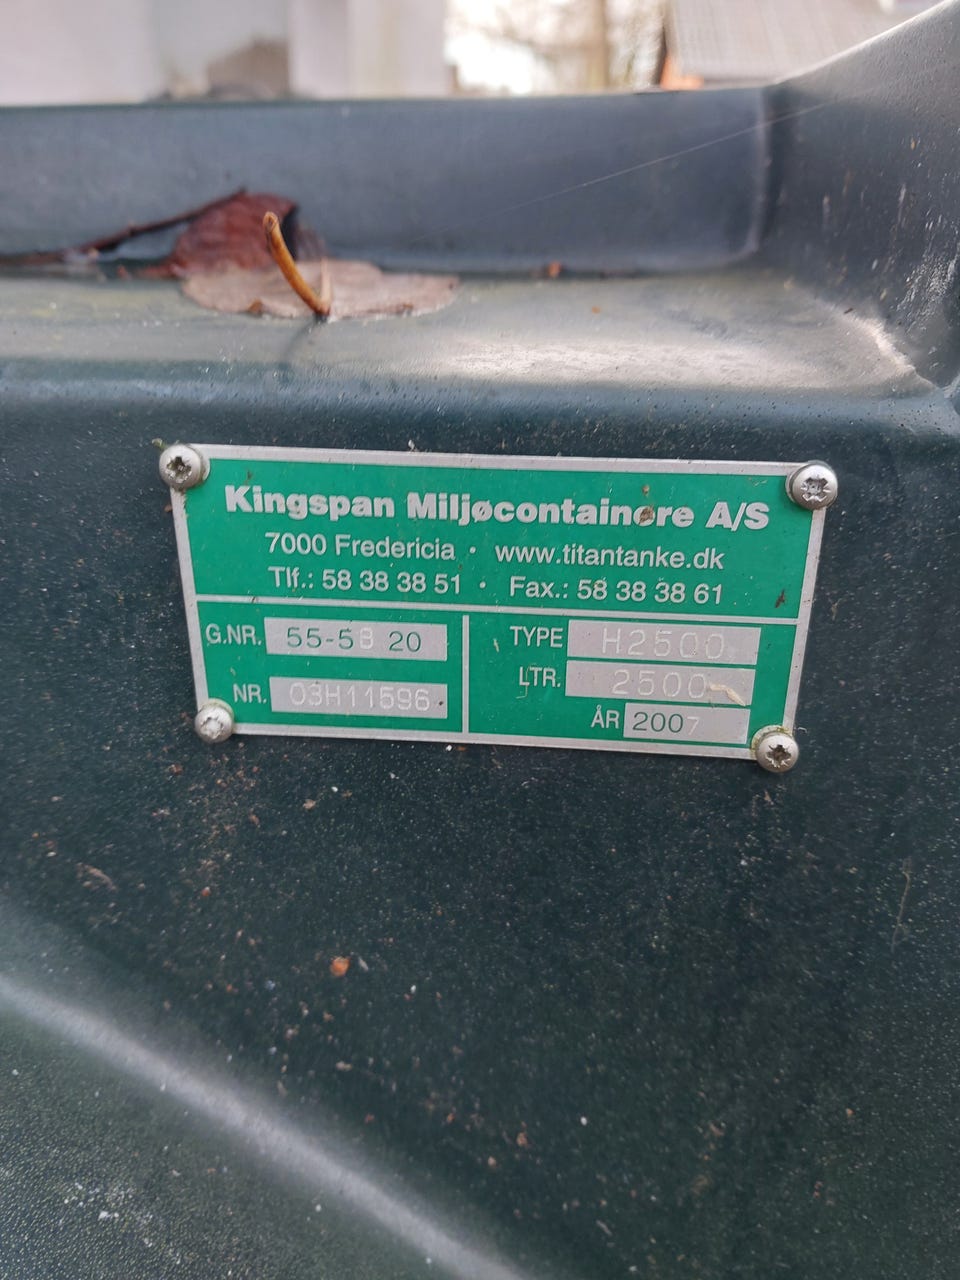 Kingspan Miljøcontainere A/S
7000 Fredericia • www.titantanke.dk
Tlf.: 58 38 38 51 • Fax.: 58 38 38 61
G.NR. 55-58 20
NR. 03H11596
TYPE H2500
LTR. 2500
ÅR 2007